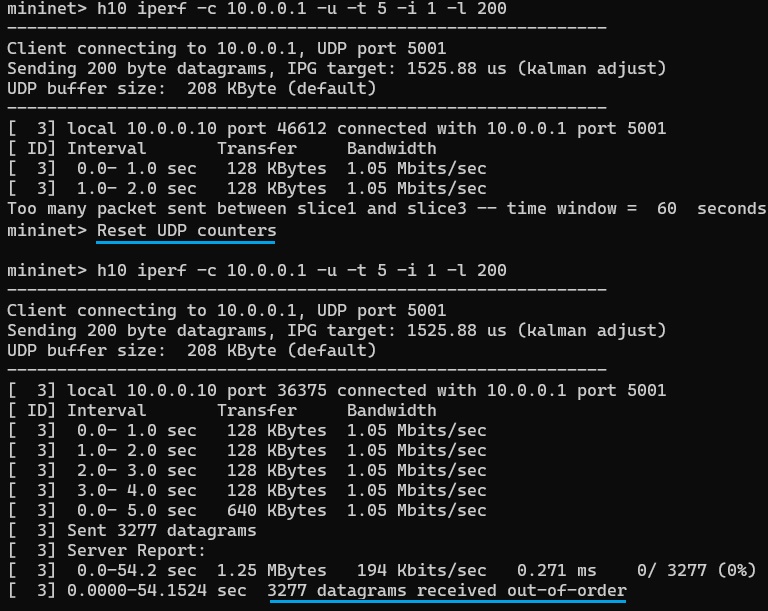 mininet> h10 iperf -c 10.0.0.1 -u -t 5 -i 1 -l 200
------------------------------------------------------------
Client connecting to 10.0.0.1, UDP port 5001
Sending 200 byte datagrams, IPG target: 1525.88 us (kalman adjust)
UDP buffer size:  208 KByte (default)
------------------------------------------------------------
[  3] local 10.0.0.10 port 46612 connected with 10.0.0.1 port 5001
[ ID] Interval       Transfer     Bandwidth
[  3]  0.0- 1.0 sec   128 KBytes  1.05 Mbits/sec
[  3]  1.0- 2.0 sec   128 KBytes  1.05 Mbits/sec
Too many packet sent between slice1 and slice3 -- time window =  60  seconds
mininet> Reset UDP counters
mininet> h10 iperf -c 10.0.0.1 -u -t 5 -i 1 -l 200
------------------------------------------------------------
Client connecting to 10.0.0.1, UDP port 5001
Sending 200 byte datagrams, IPG target: 1525.88 us (kalman adjust)
UDP buffer size:  208 KByte (default)
------------------------------------------------------------
[  3] local 10.0.0.10 port 36375 connected with 10.0.0.1 port 5001
[ ID] Interval       Transfer     Bandwidth
[  3]  0.0- 1.0 sec   128 KBytes  1.05 Mbits/sec
[  3]  1.0- 2.0 sec   128 KBytes  1.05 Mbits/sec
[  3]  2.0- 3.0 sec   128 KBytes  1.05 Mbits/sec
[  3]  3.0- 4.0 sec   128 KBytes  1.05 Mbits/sec
[  3]  0.0- 5.0 sec   640 KBytes  1.05 Mbits/sec
[  3] Sent 3277 datagrams
[  3] Server Report:
[  3]  0.0-54.2 sec  1.25 MBytes   194 Kbits/sec   0.271 ms    0/ 3277 (0%)
[  3] 0.0000-54.1524 sec  3277 datagrams received out-of-order